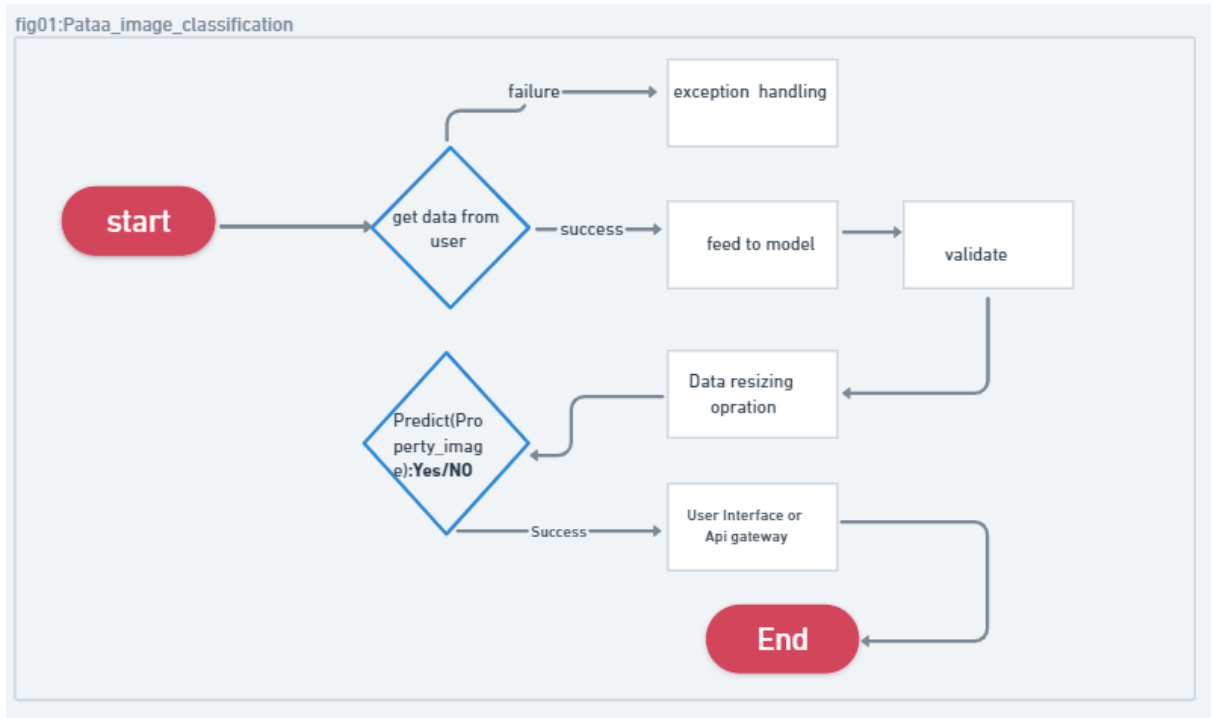 fig01:Pataa_image_classification
failure
exception handling
start
get data from
user
success
feed to model
validate
Data resizing
opration
Predict(Pro
perty_imag
e):Yes/NO
Success
User Interface or
Api gateway
End